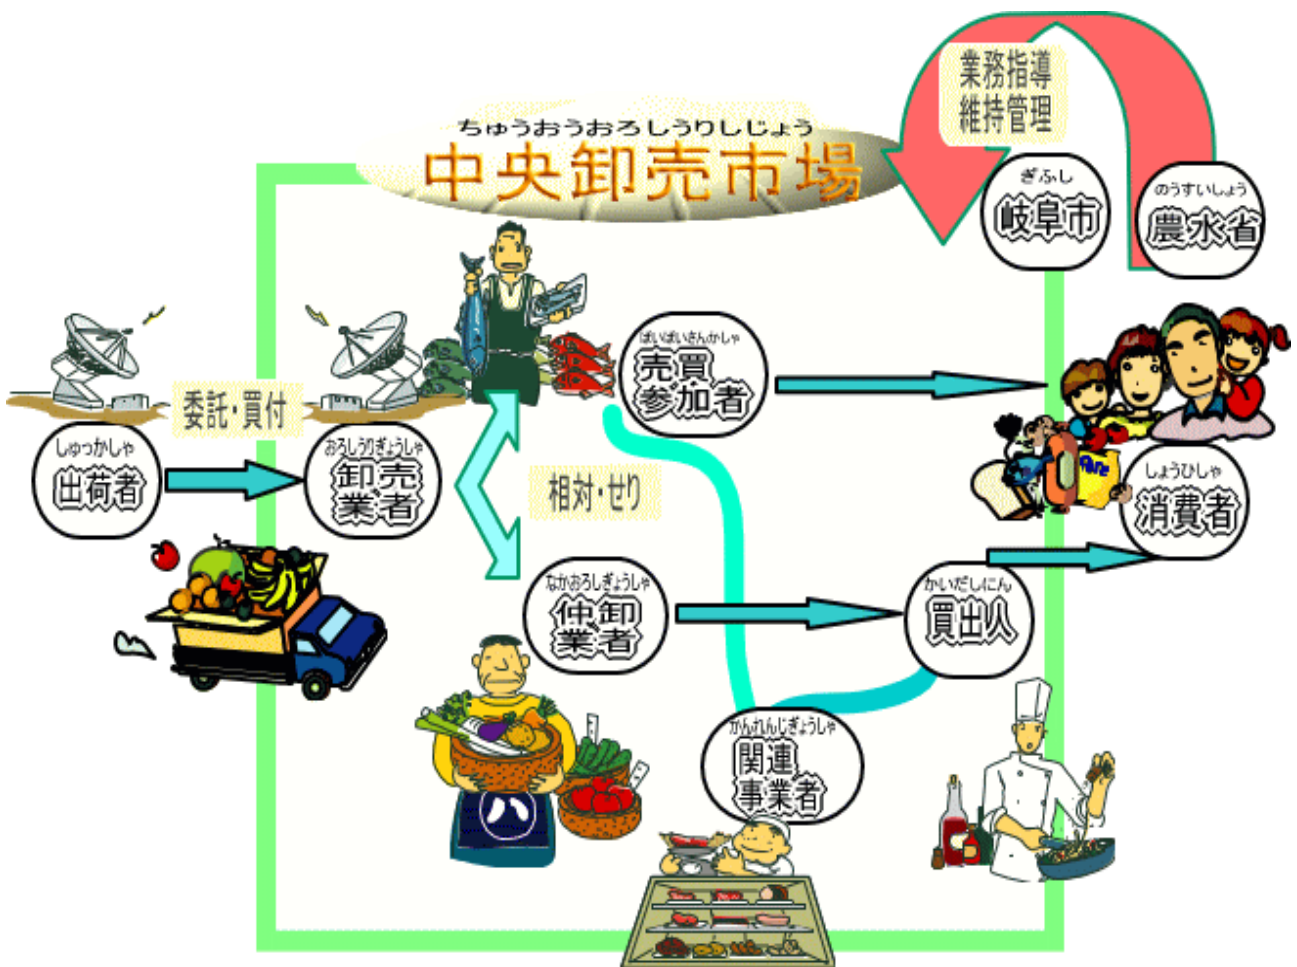 業務指導
維持管理
ちゅうおうおろしうりしじょう
中央卸売市場
ぎふし
岐阜市
のうすいしょう
農水省
ばいばいさんかしゃ
売買
参加者
委託・買付
しゅっかしゃ
出荷者
おろしうりぎょうしゃ
卸売
業者
相対・せり
しょうひしゃ
消費者
なかおろしぎょうしゃ
仲卸
業者
かいだしにん
買出人
かんれんじぎょうしゃ
関連
事業者